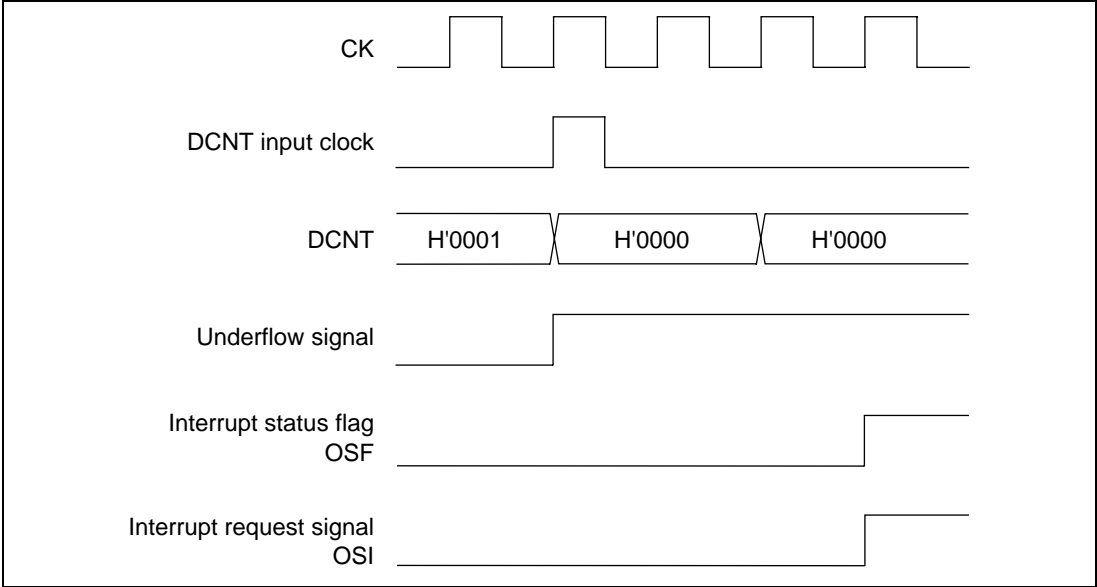 CK
DCNT input clock
DCNT
H'0001
H'0000
H'0000
Underflow signal
Interrupt status flag
OSF
Interrupt request signal
OSI